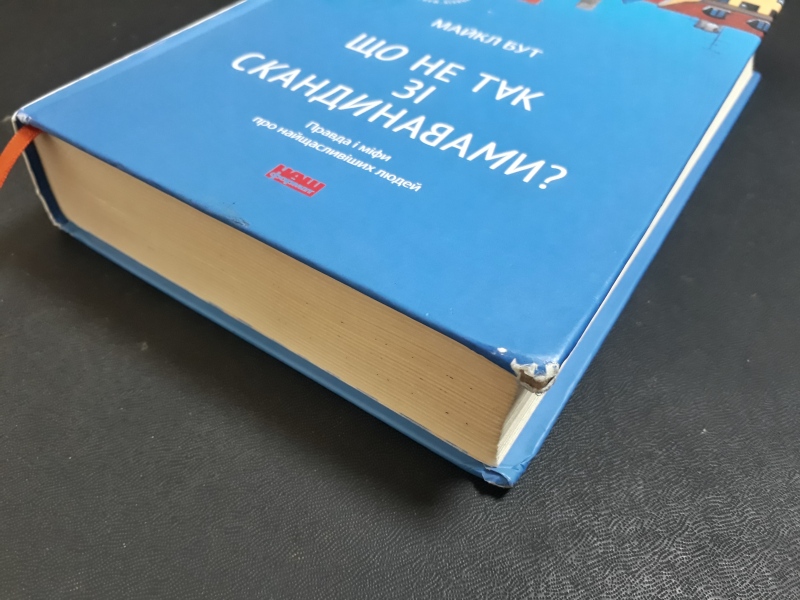 МАЙКЛ БУТ
ЩО НЕ ТАК
ЗІ
СКАНДИНАВАМИ?
Правда і міфи
про найщасливіших людей
НАШ